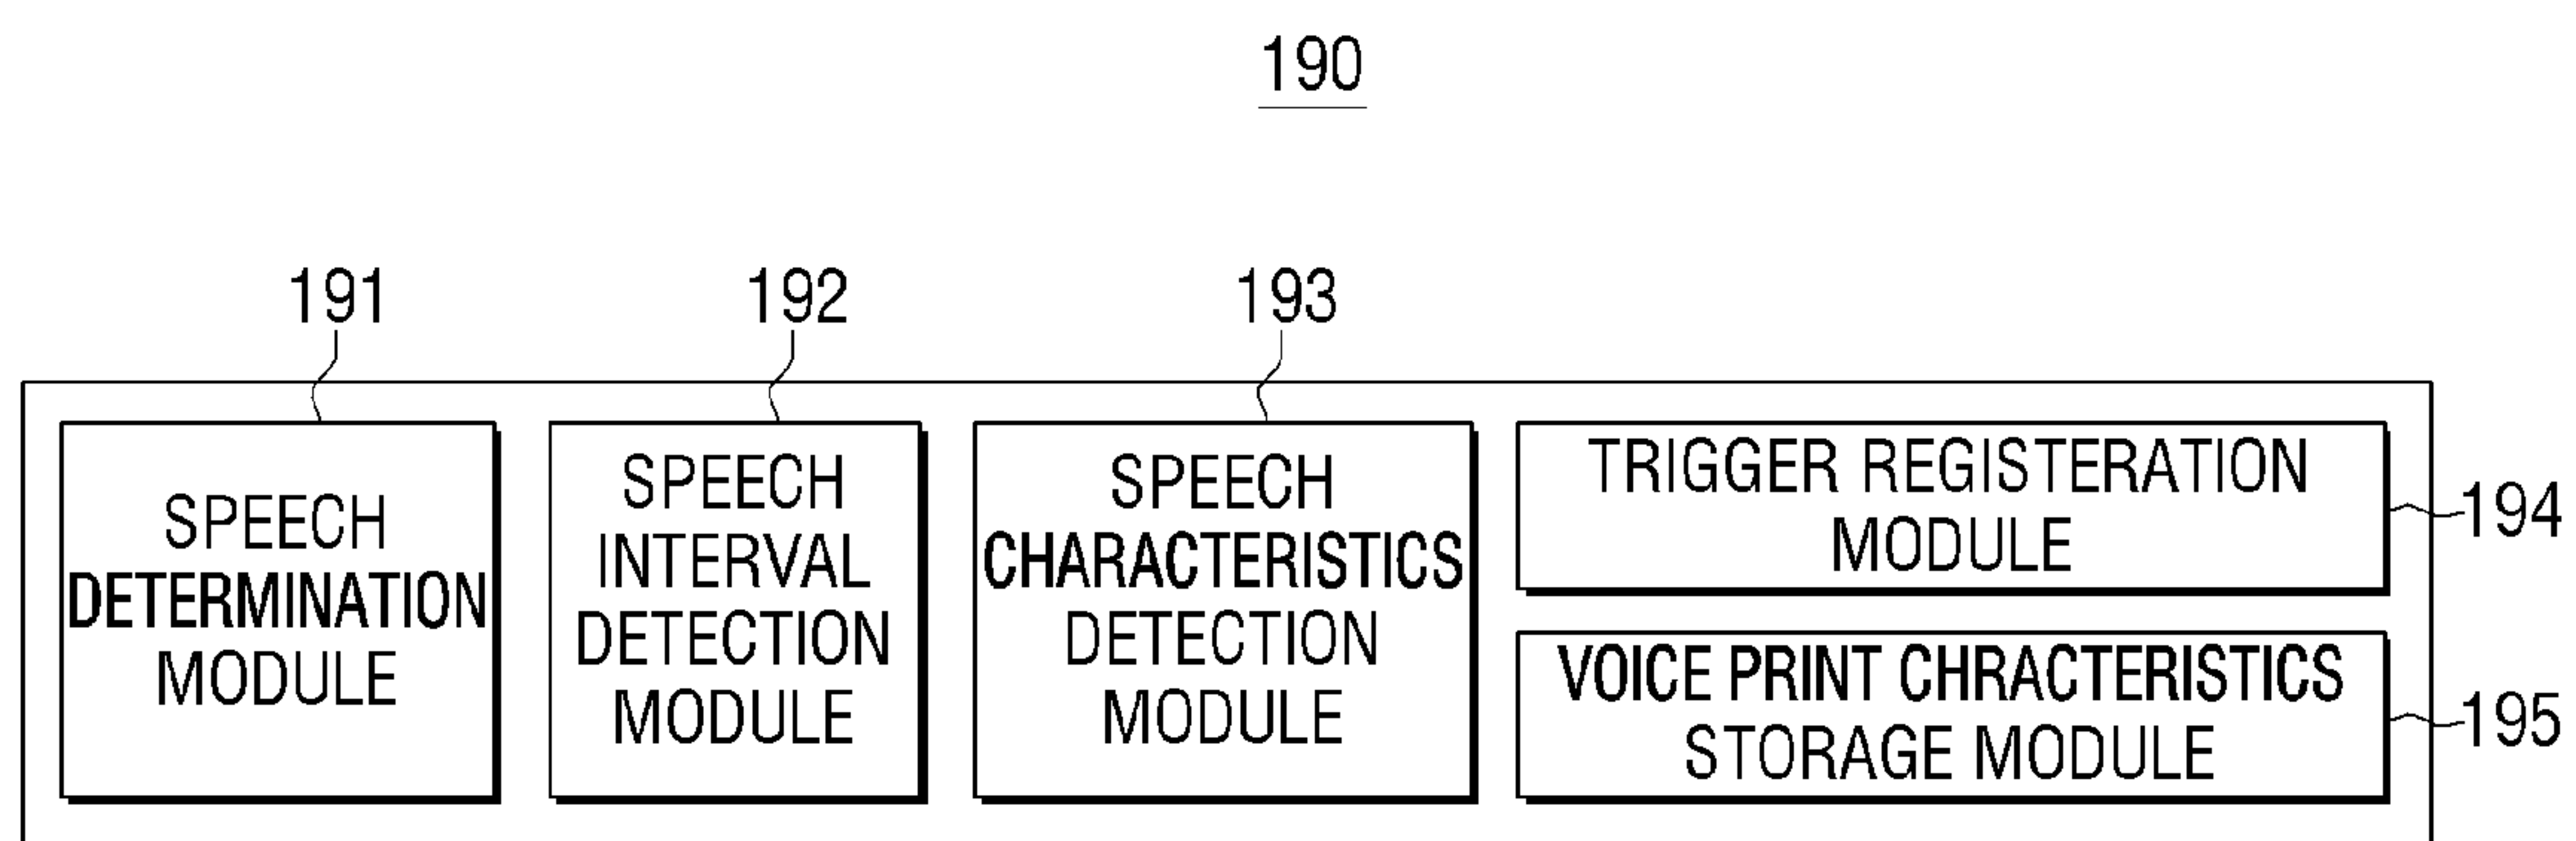 190
191
192
193
SPEECH
DETERMINATION
MODULE
SPEECH
INTERVAL
DETECTION
MODULE
SPEECH
CHARACTERISTICS
DETECTION
MODULE
TRIGGER REGISTERATION
MODULE
194
VOICE PRINT CHRACTERISTICS
STORAGE MODULE
195